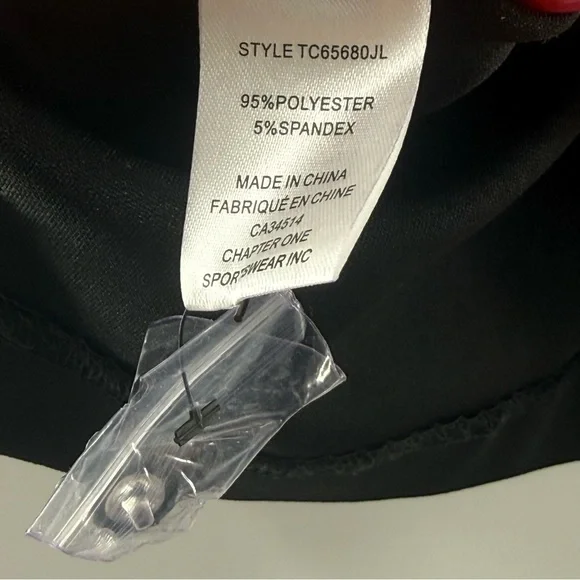 STYLE TC65680JL
95%POLYESTER
5%SPANDEX
MADE IN CHINA
FABRIQUÉ EN CHINE
CA34514
CHAPTER ONE
SPORTSWEAR INC